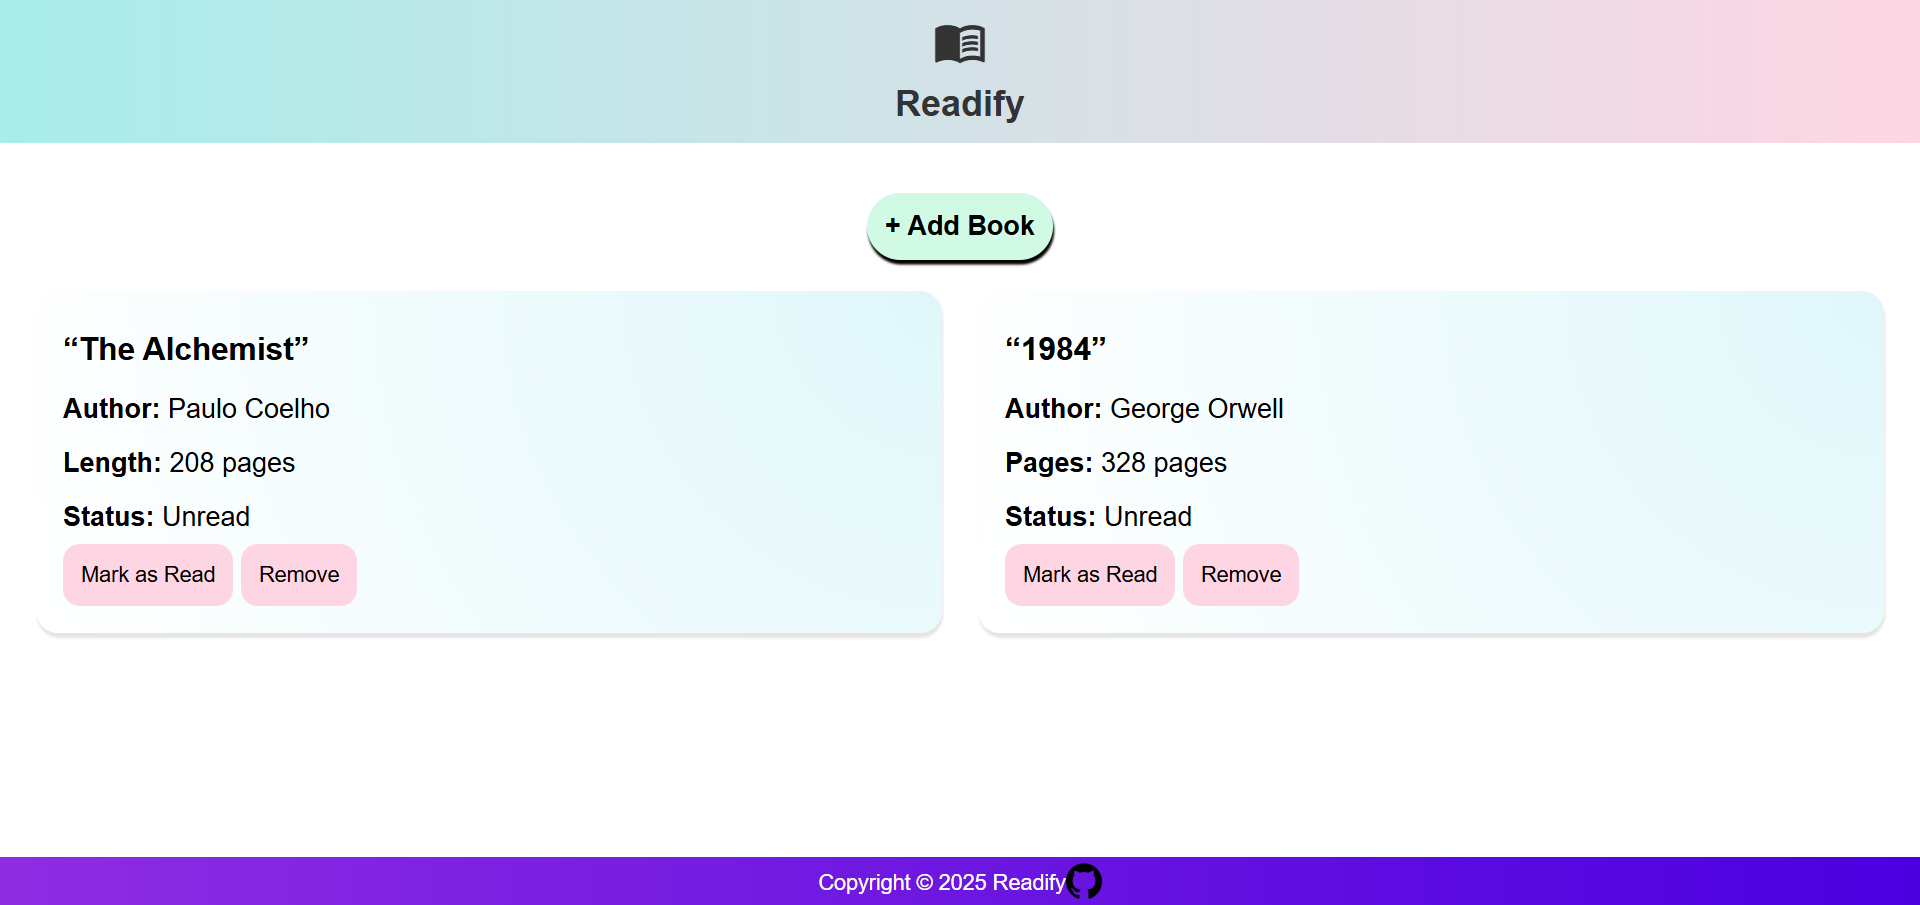 Readify
+ Add Book
“The Alchemist”
Author: Paulo Coelho
Length: 208 pages
Status: Unread
Mark as Read
Remove
“1984”
Author: George Orwell
Pages: 328 pages
Status: Unread
Mark as Read
Remove
Copyright © 2025 Readify